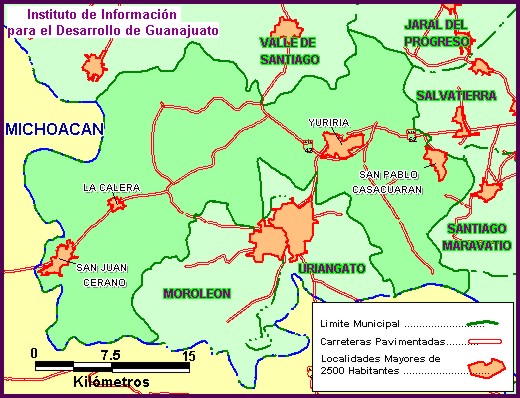 Instituto de Información
para el Desarrollo de Guanajuato
JARAL DEL
PROGRESO
VALLE DE
SANTIAGO
SALVATIERRA
MICHOACAN
YURIRIA
SAN PABLO
CASACUARAN
LA CALERA
SANTIAGO
MARAVATIO
SAN JUAN
CERANO
URIANGATO
MOROLEON
Limite Municipal
Carreteras Pavimentadas
Localidades Mayores de
2500 Habitantes
0 7.5 15
Kilómetros